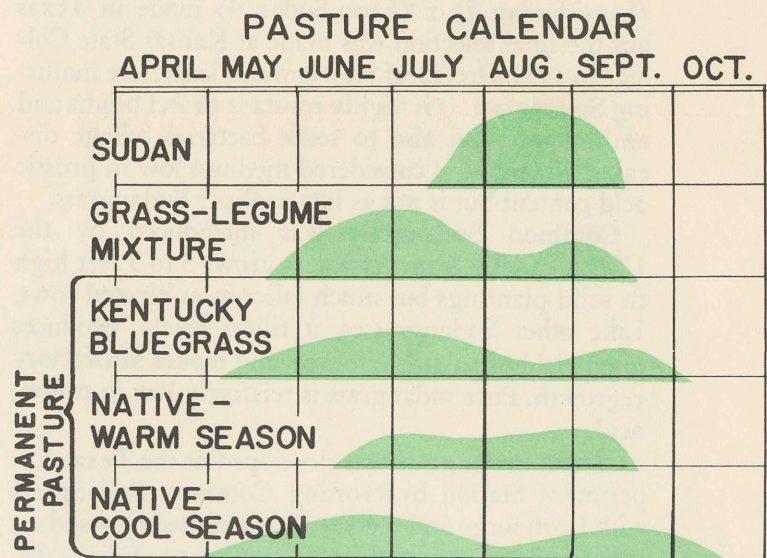 PASTURE CALENDAR
APRIL MAY JUNE JULY AUG. SEPT. OCT.
SUDAN
GRASS-LEGUME
MIXTURE
KENTUCKY
BLUEGRASS
NATIVE-
WARM SEASON
NATIVE-
COOL SEASON
PERMANENT
PASTURE